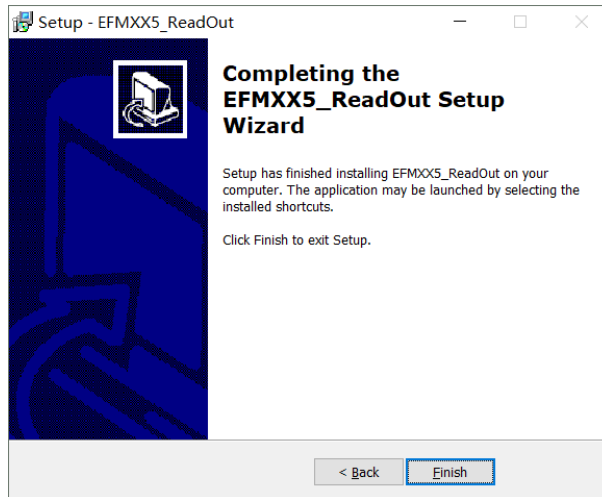 Setup - EFMXX5_ReadOut
Completing the
EFMXX5_ReadOut Setup
Wizard
Setup has finished installing EFMXX5_ReadOut on your
computer. The application may be launched by selecting the
installed shortcuts.
Click Finish to exit Setup.
< Back
Finish